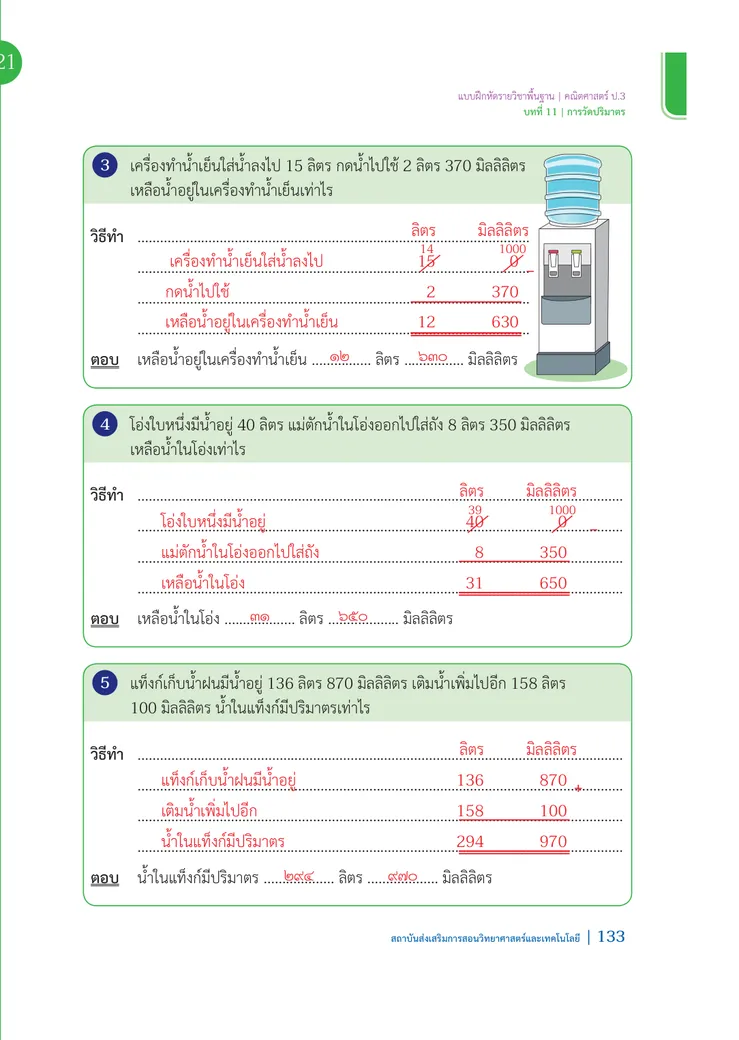 21
แบบฝึกหัดรายวิชาพื้นฐาน | คณิตศาสตร์ ป.3
บทที่ 11 | การวัดปริมาตร
3 เครื่องทำน้ำเย็นใส่น้ำลงไป 15 ลิตร กดน้ำไปใช้ 2 ลิตร 370 มิลลิลิตร
เหลือน้ำอยู่ในเครื่องทำน้ำเย็นเท่าไร
วิธีทำ ลิตร มิลลิลิตร
14 1000
เครื่องทำน้ำเย็นใส่น้ำลงไป 15 0 -
กดน้ำไปใช้ 2 370
เหลือน้ำอยู่ในเครื่องทำน้ำเย็น 12 630
ตอบ เหลือน้ำอยู่ในเครื่องทำน้ำเย็น ....๑๒.... ลิตร ....๖๓๐.... มิลลิลิตร
4 โอ่งใบหนึ่งมีน้ำอยู่ 40 ลิตร แม่ตักน้ำในโอ่งออกไปใส่ถัง 8 ลิตร 350 มิลลิลิตร
เหลือน้ำในโอ่งเท่าไร
วิธีทำ ลิตร มิลลิลิตร
39 1000
โอ่งใบหนึ่งมีน้ำอยู่ 40 0 -
แม่ตักน้ำในโอ่งออกไปใส่ถัง 8 350
เหลือน้ำในโอ่ง 31 650
ตอบ เหลือน้ำในโอ่ง ....๓๑.... ลิตร ....๖๕๐.... มิลลิลิตร
5 แท็งก์เก็บน้ำฝนมีน้ำอยู่ 136 ลิตร 870 มิลลิลิตร เติมน้ำเพิ่มไปอีก 158 ลิตร
100 มิลลิลิตร น้ำในแท็งก์มีปริมาตรเท่าไร
วิธีทำ ลิตร มิลลิลิตร
แท็งก์เก็บน้ำฝนมีน้ำอยู่ 136 870 +
เติมน้ำเพิ่มไปอีก 158 100
น้ำในแท็งก์มีปริมาตร 294 970
ตอบ น้ำในแท็งก์มีปริมาตร ....๒๙๔.... ลิตร ....๙๗๐.... มิลลิลิตร
สถาบันส่งเสริมการสอนวิทยาศาสตร์และเทคโนโลยี | 133